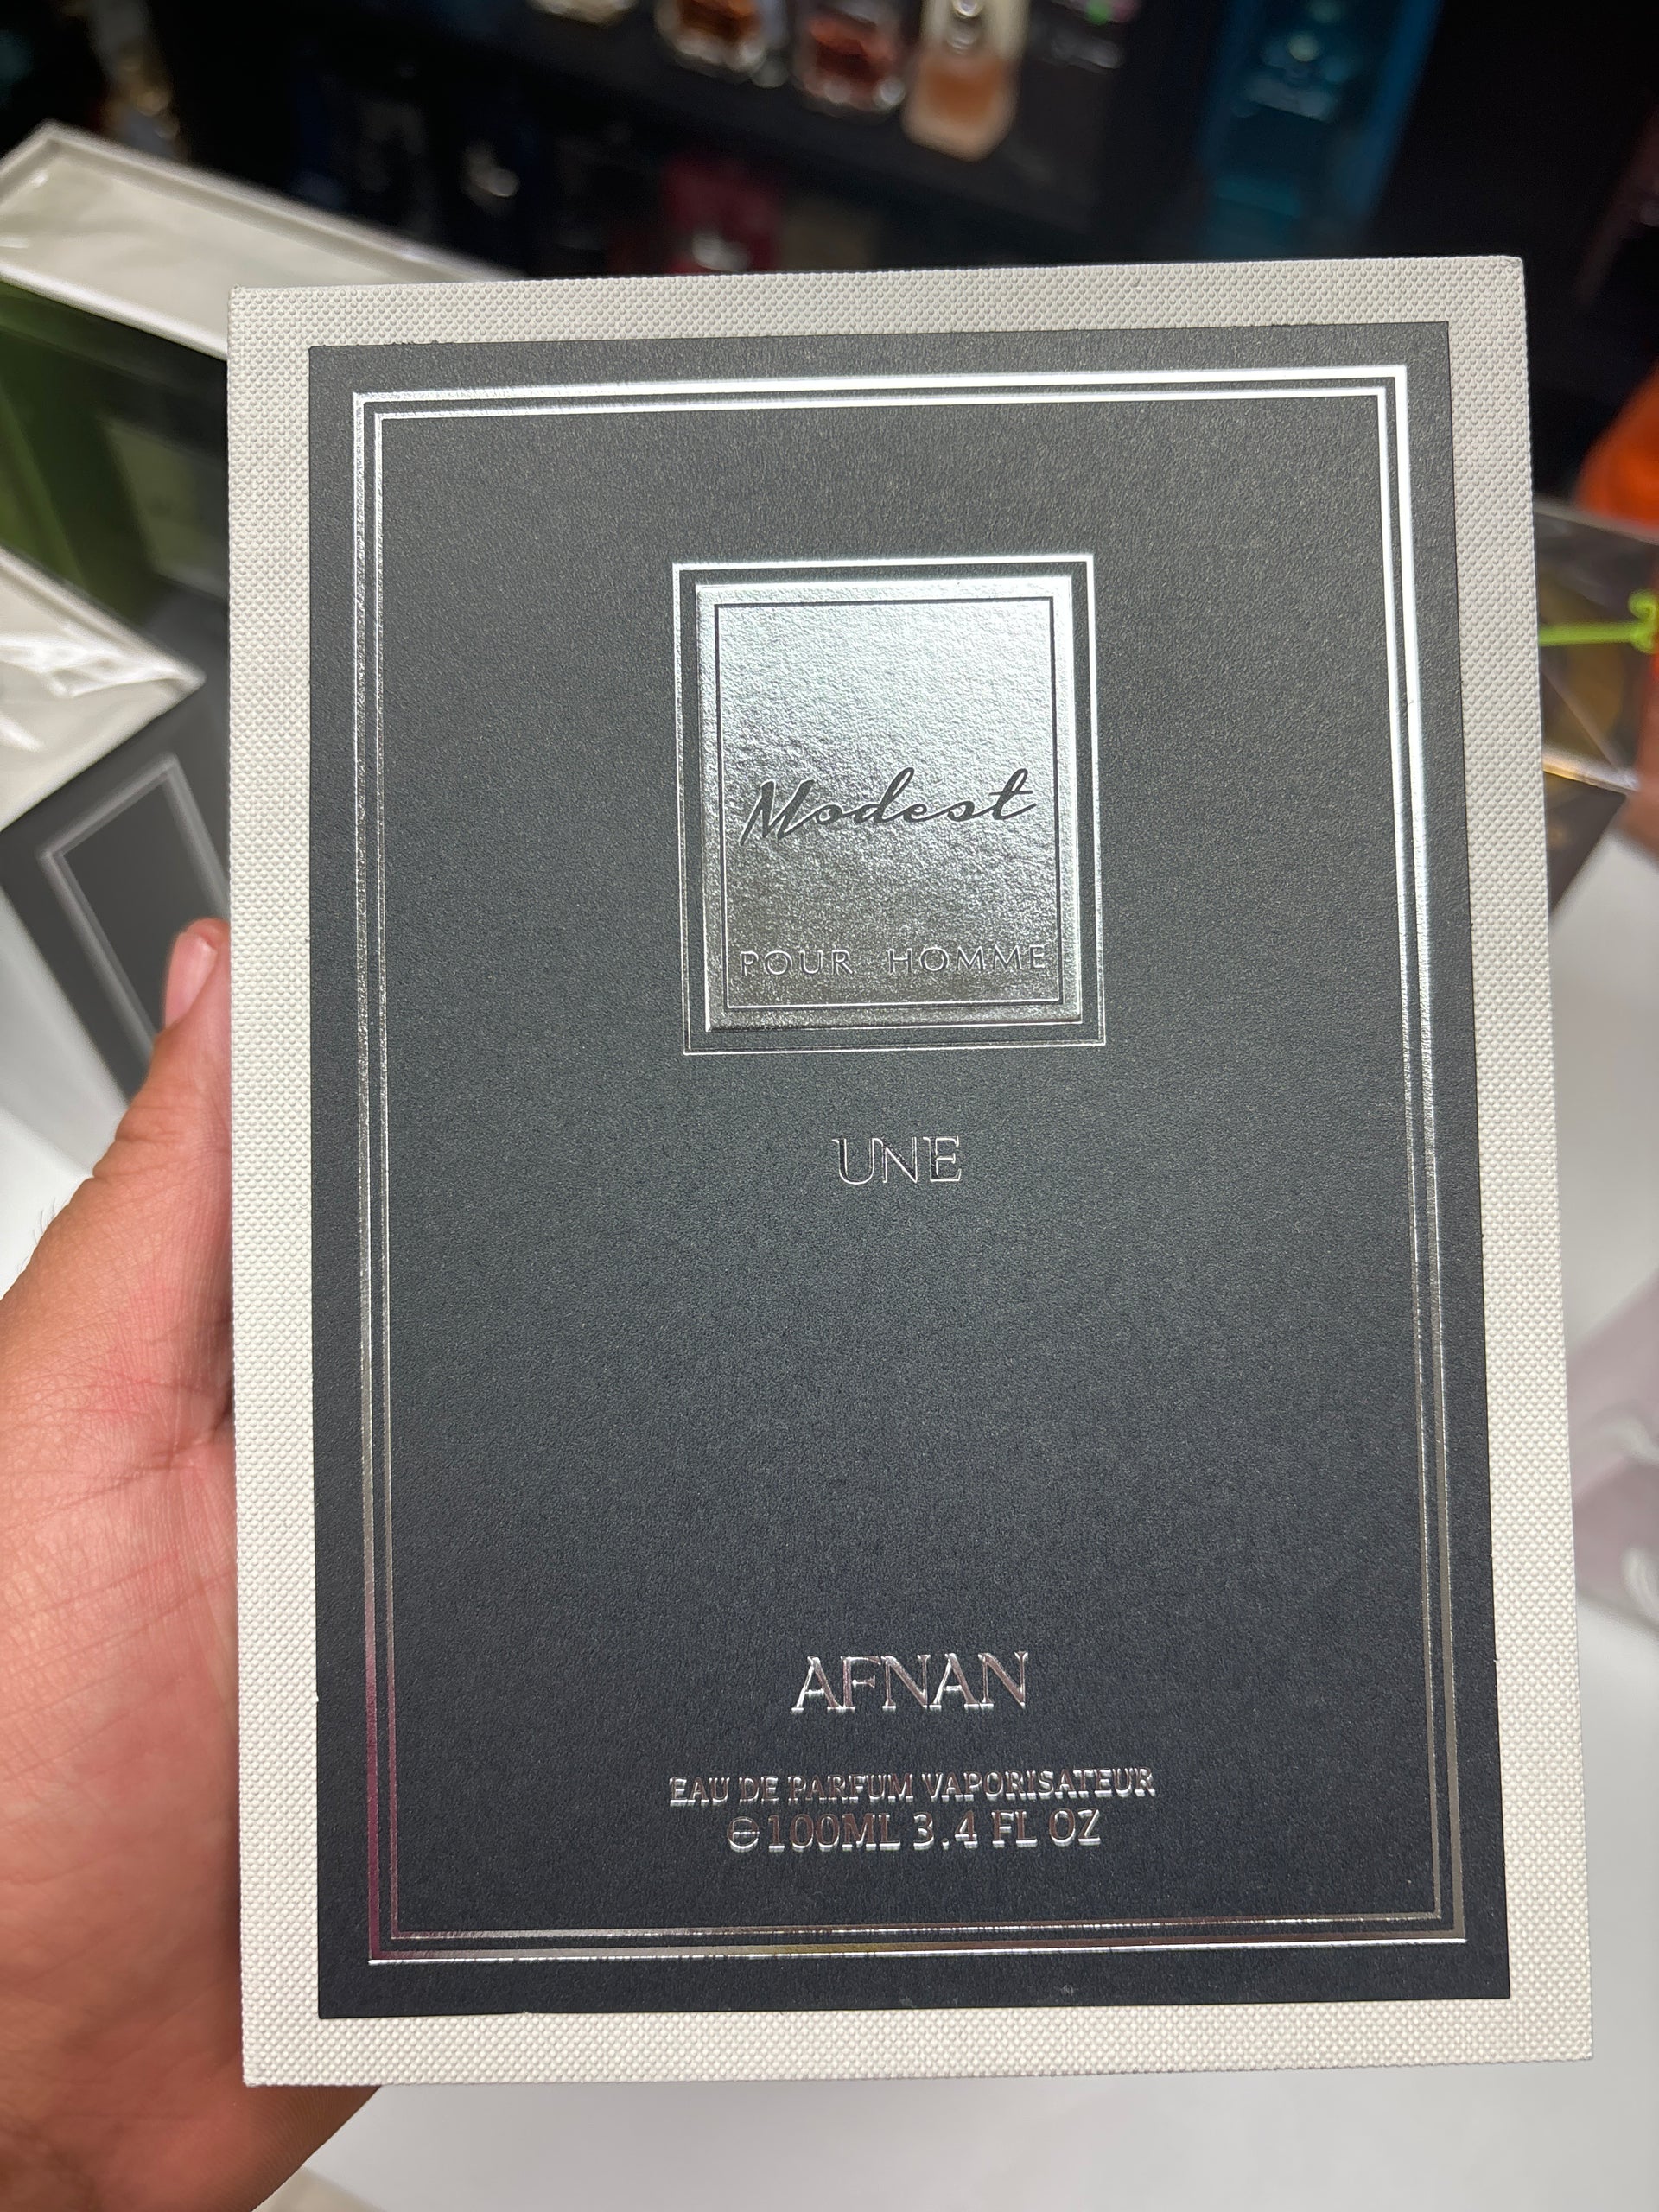 Modest
POUR HOMME
UNE
AFNAN
EAU DE PARFUM VAPORISATEUR
℮100ML 3.4 FL OZ